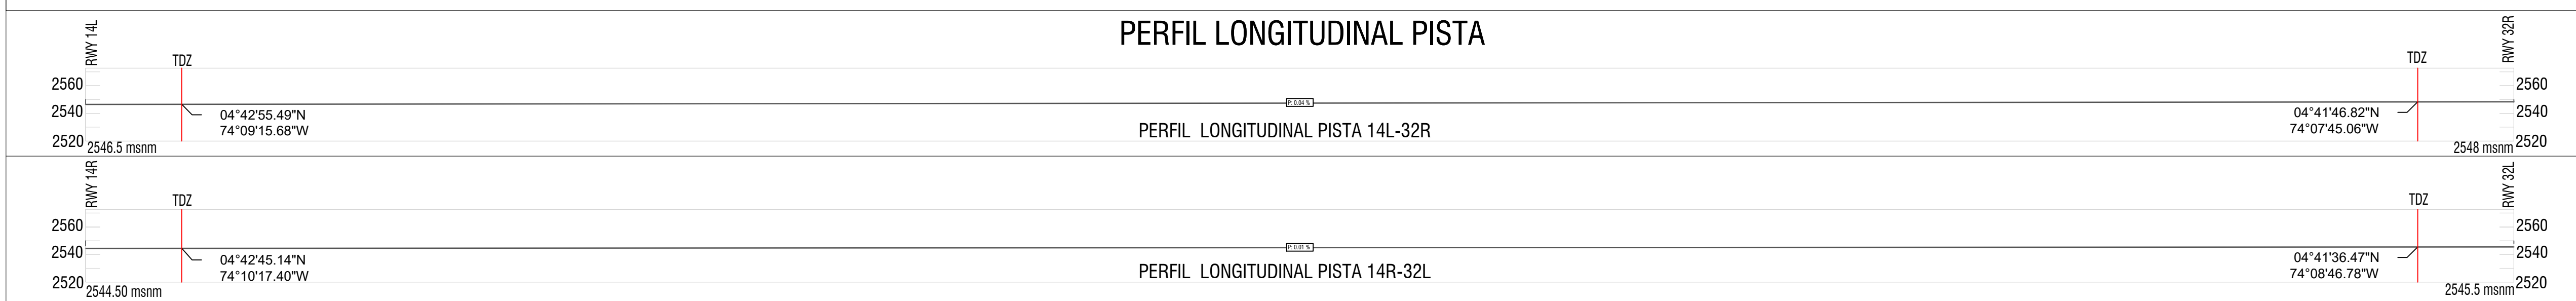 PERFIL LONGITUDINAL PISTA
RWY 14L
RWY 32R
TDZ
TDZ
2560
2540
2520
2560
2540
2520
04°42'55.49"N
74°09'15.68"W
P: 0.04 %
04°41'46.82"N
74°07'45.06"W
PERFIL LONGITUDINAL PISTA 14L-32R
2546.5 msnm
2548 msnm
RWY 14R
RWY 32L
TDZ
TDZ
2560
2540
2520
2560
2540
2520
04°42'45.14"N
74°10'17.40"W
P: 0.01 %
04°41'36.47"N
74°08'46.78"W
PERFIL LONGITUDINAL PISTA 14R-32L
2544.50 msnm
2545.5 msnm